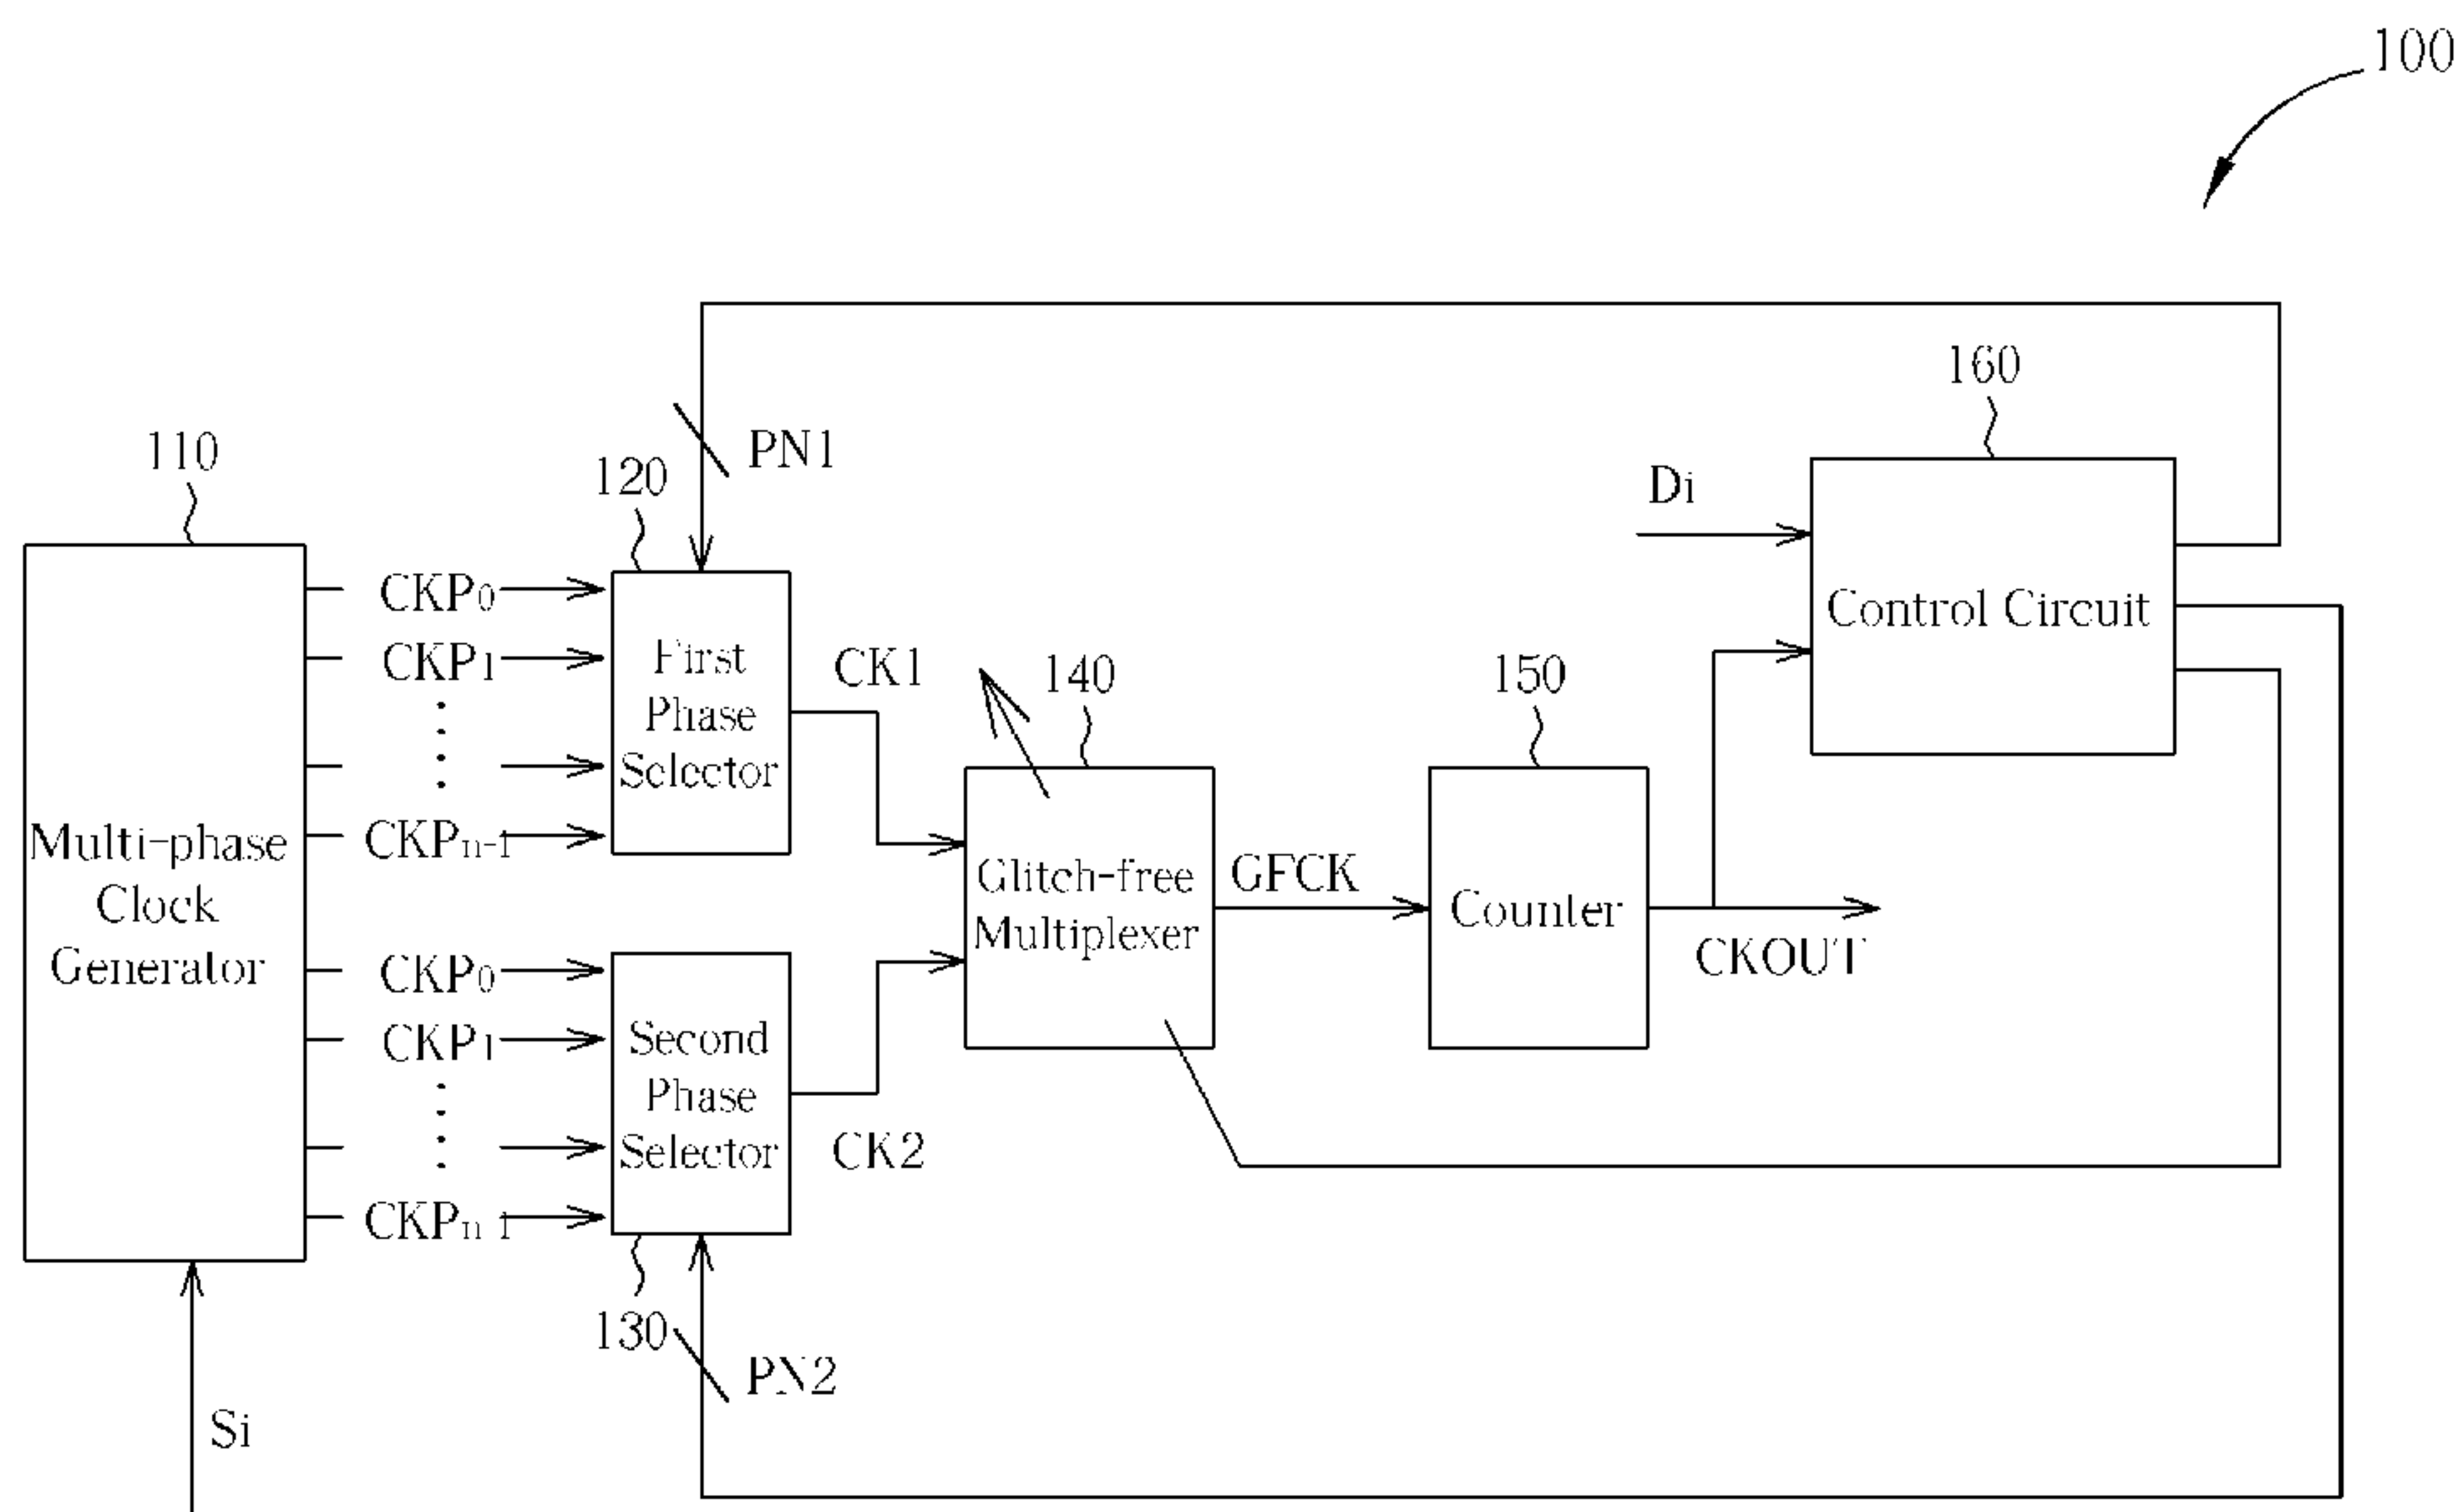 100
160
110
120
PN1
Di
CKP0
CKP1
CKPn-1
First
Phase
Selector
CK1
140
150
Control Circuit
Multi-phase
Clock
Generator
Glitch-free
Multiplexer
GFCK
Counter
CKOUT
CKP0
CKP1
CKPn-1
Second
Phase
Selector
CK2
130
PN2
Si